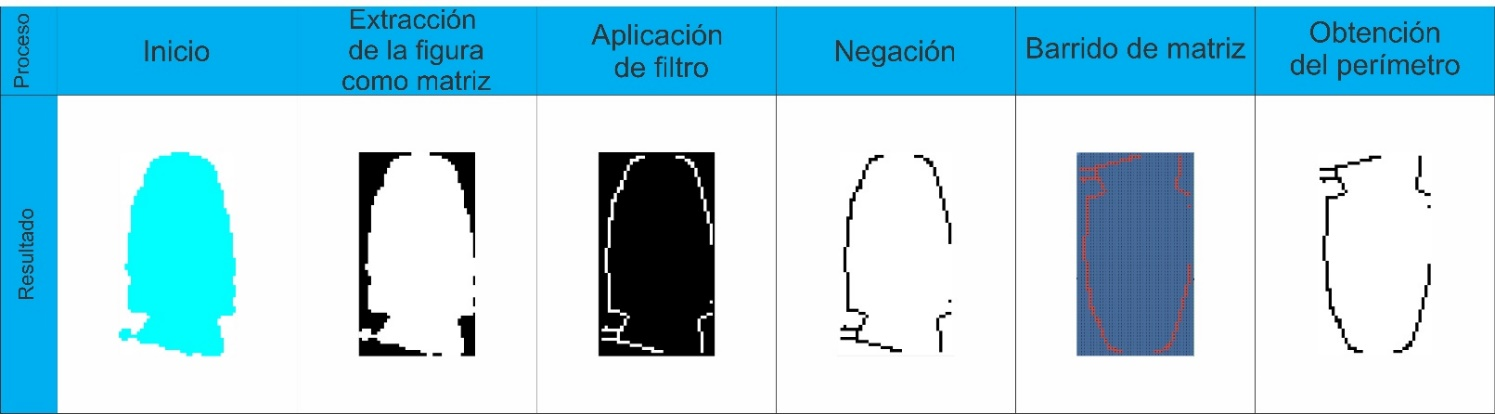 Proceso
Inicio
Extracción
de la figura
como matriz
Aplicación
de filtro
Negación
Barrido de matriz
Obtención
del perímetro
Resultado